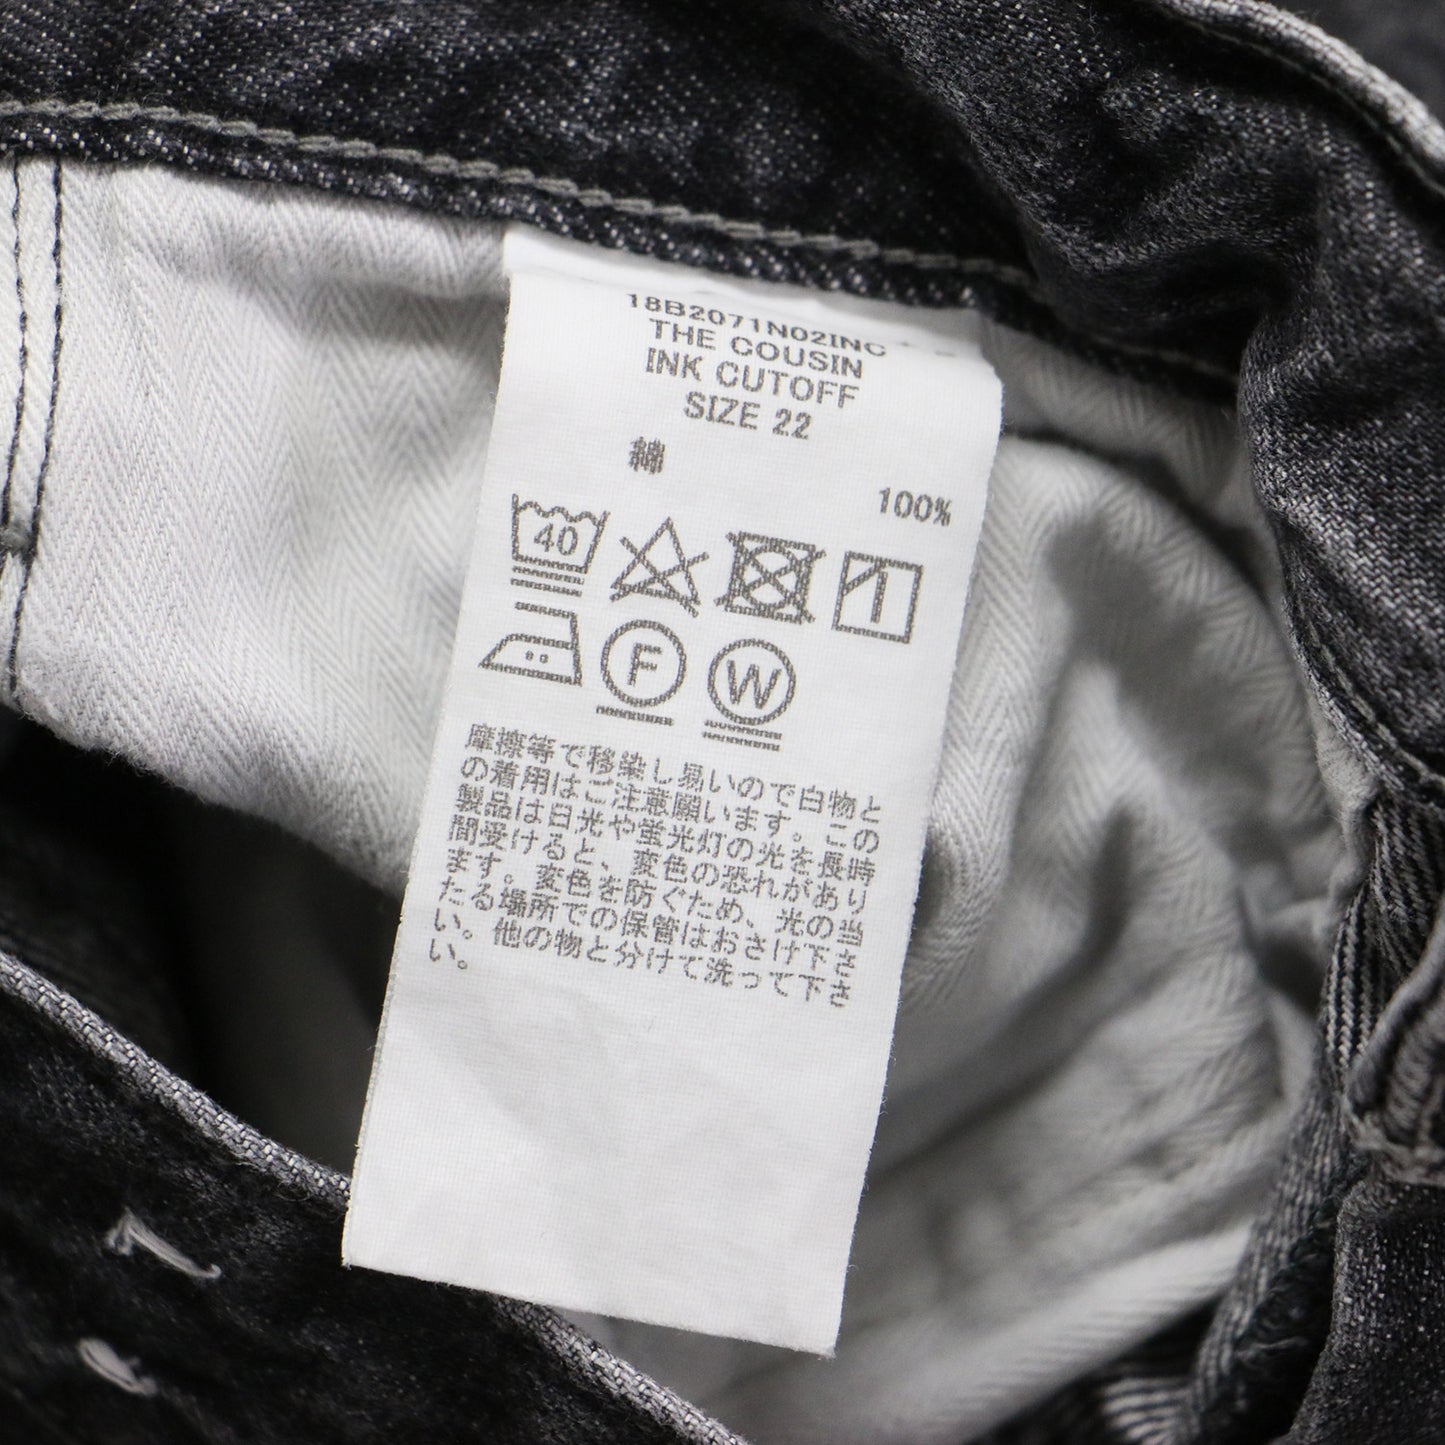 18B2071N02INC
THE COUSIN
INK CUTOFF
SIZE 22
綿
100%
40
F
W
摩擦等で移染し易いので白物と
の着用はご注意願います。この
製品は日光や蛍光灯の光を長時
間受けると、変色の恐れがあり
ます。変色を防ぐため、光の当
たる場所での保管はおさけ下さ
い。他の物と分けて洗って下さ
い。